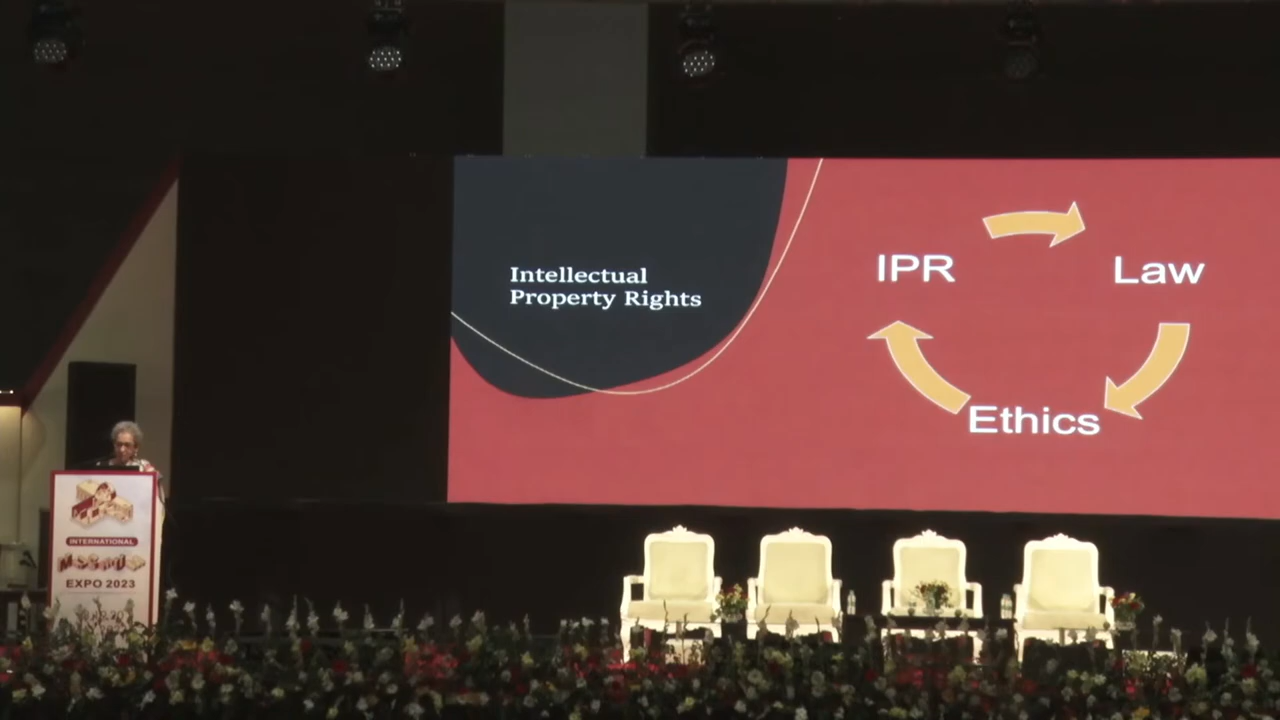 Intellectual
Property Rights
IPR
Law
Ethics
INTERNATIONAL
EXPO 2023